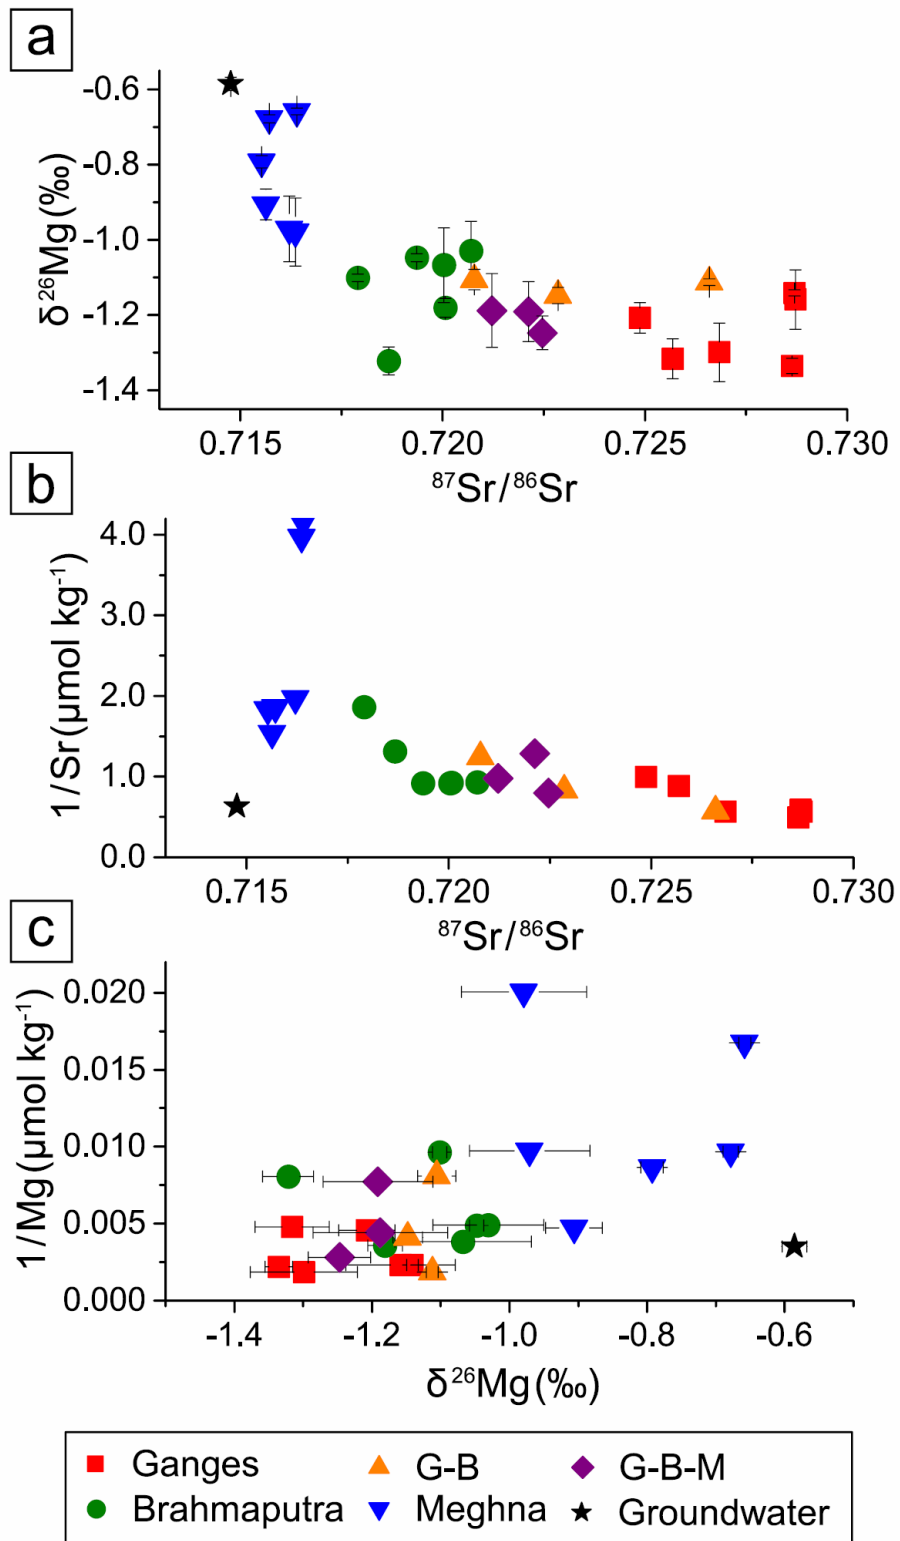 a
-0.6
-0.8
-1.0
-1.2
-1.4
δ²⁶Mg(‰)
0.715 0.720 0.725 0.730
⁸⁷Sr/⁸⁶Sr
b
4.0
3.0
2.0
1.0
0.0
1/Sr(µmol kg⁻¹)
0.715 0.720 0.725 0.730
⁸⁷Sr/⁸⁶Sr
c
0.020
0.015
0.010
0.005
0.000
1/Mg(µmol kg⁻¹)
-1.4 -1.2 -1.0 -0.8 -0.6
δ²⁶Mg(‰)
Ganges G-B G-B-M
Brahmaputra Meghna Groundwater